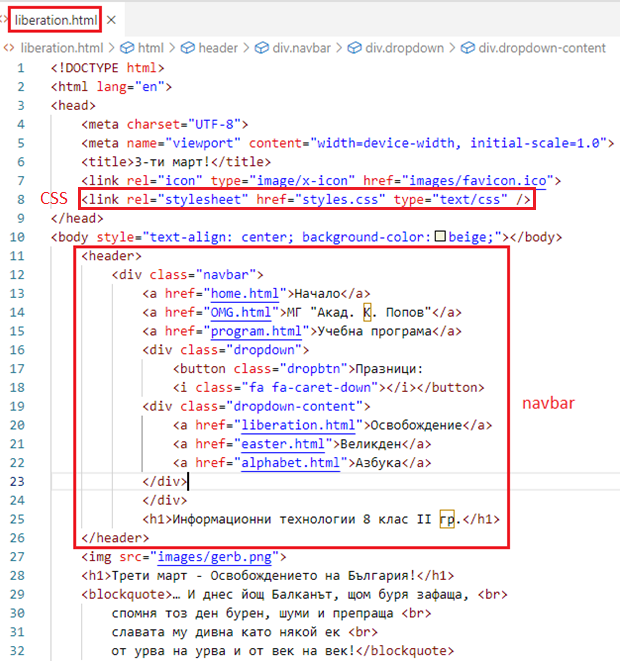 liberation.html ×
<> liberation.html > html > header > div.navbar > div.dropdown > div.dropdown-content
1 <!DOCTYPE html>
2 <html lang="en">
3 <head>
4 <meta charset="UTF-8">
5 <meta name="viewport" content="width=device-width, initial-scale=1.0">
6 <title>3-ти март!</title>
7 <link rel="icon" type="image/x-icon" href="images/favicon.ico">
CSS 8 <link rel="stylesheet" href="styles.css" type="text/css" />
9 </head>
10 <body style="text-align: center; background-color: beige;"></body>
11 <header>
12 <div class="navbar">
13 <a href="home.html">Начало</a>
14 <a href="OMG.html">МГ "Акад. К. Попов"</a>
15 <a href="program.html">Учебна програма</a>
16 <div class="dropdown">
17 <button class="dropbtn">Празници:
18 <i class="fa fa-caret-down"></i></button>
19 <div class="dropdown-content">
navbar
20 <a href="liberation.html">Освобождение</a>
21 <a href="easter.html">Великден</a>
22 <a href="alphabet.html">Азбука</a>
23 </div>
24 </div>
25 <h1>Информационни технологии 8 клас II гр.</h1>
26 </header>
27 <img src="images/gerb.png">
28 <h1>Трети март - Освобождението на България!</h1>
29 <blockquote>… И днес йощ Балканът, щом буря зафаща, <br>
30 спомня тоз ден бурен, шуми и препраща <br>
31 славата му дивна като някой ек <br>
32 от урва на урва и от век на век!</blockquote>